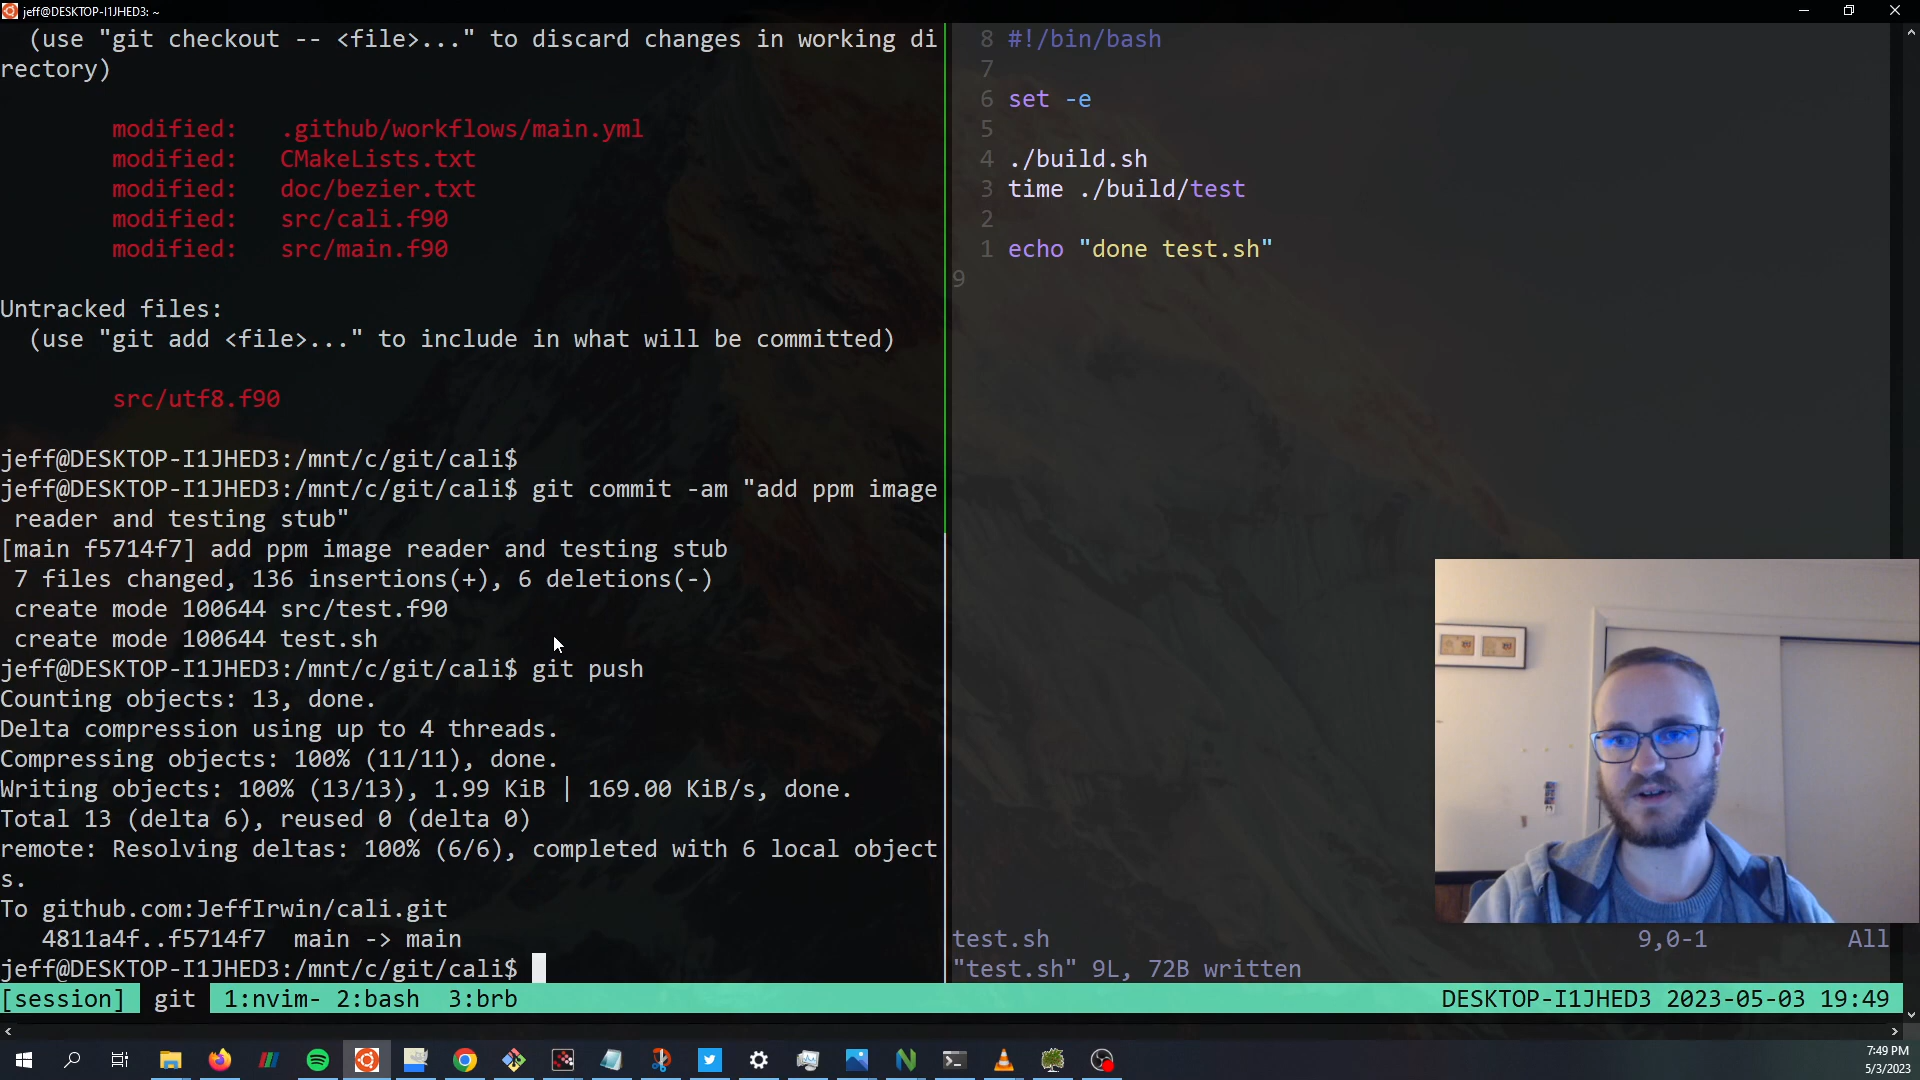 jeff@DESKTOP-I1JHED3: ~
(use "git checkout -- <file>..." to discard changes in working di
rectory)
modified: .github/workflows/main.yml
modified: CMakeLists.txt
modified: doc/bezier.txt
modified: src/cali.f90
modified: src/main.f90
Untracked files:
(use "git add <file>..." to include in what will be committed)
src/utf8.f90
jeff@DESKTOP-I1JHED3:/mnt/c/git/cali$
jeff@DESKTOP-I1JHED3:/mnt/c/git/cali$ git commit -am "add ppm image
reader and testing stub"
[main f5714f7] add ppm image reader and testing stub
7 files changed, 136 insertions(+), 6 deletions(-)
create mode 100644 src/test.f90
create mode 100644 test.sh
jeff@DESKTOP-I1JHED3:/mnt/c/git/cali$ git push
Counting objects: 13, done.
Delta compression using up to 4 threads.
Compressing objects: 100% (11/11), done.
Writing objects: 100% (13/13), 1.99 KiB | 169.00 KiB/s, done.
Total 13 (delta 6), reused 0 (delta 0)
remote: Resolving deltas: 100% (6/6), completed with 6 local object
s.
To github.com:JeffIrwin/cali.git
4811a4f..f5714f7 main -> main
jeff@DESKTOP-I1JHED3:/mnt/c/git/cali$
8 #!/bin/bash
7
6 set -e
5
4 ./build.sh
3 time ./build/test
2
1 echo "done test.sh"
9
test.sh 9,0-1 All
"test.sh" 9L, 72B written
[session] git 1:nvim- 2:bash 3:brb DESKTOP-I1JHED3 2023-05-03 19:49
7:49 PM
5/3/2023